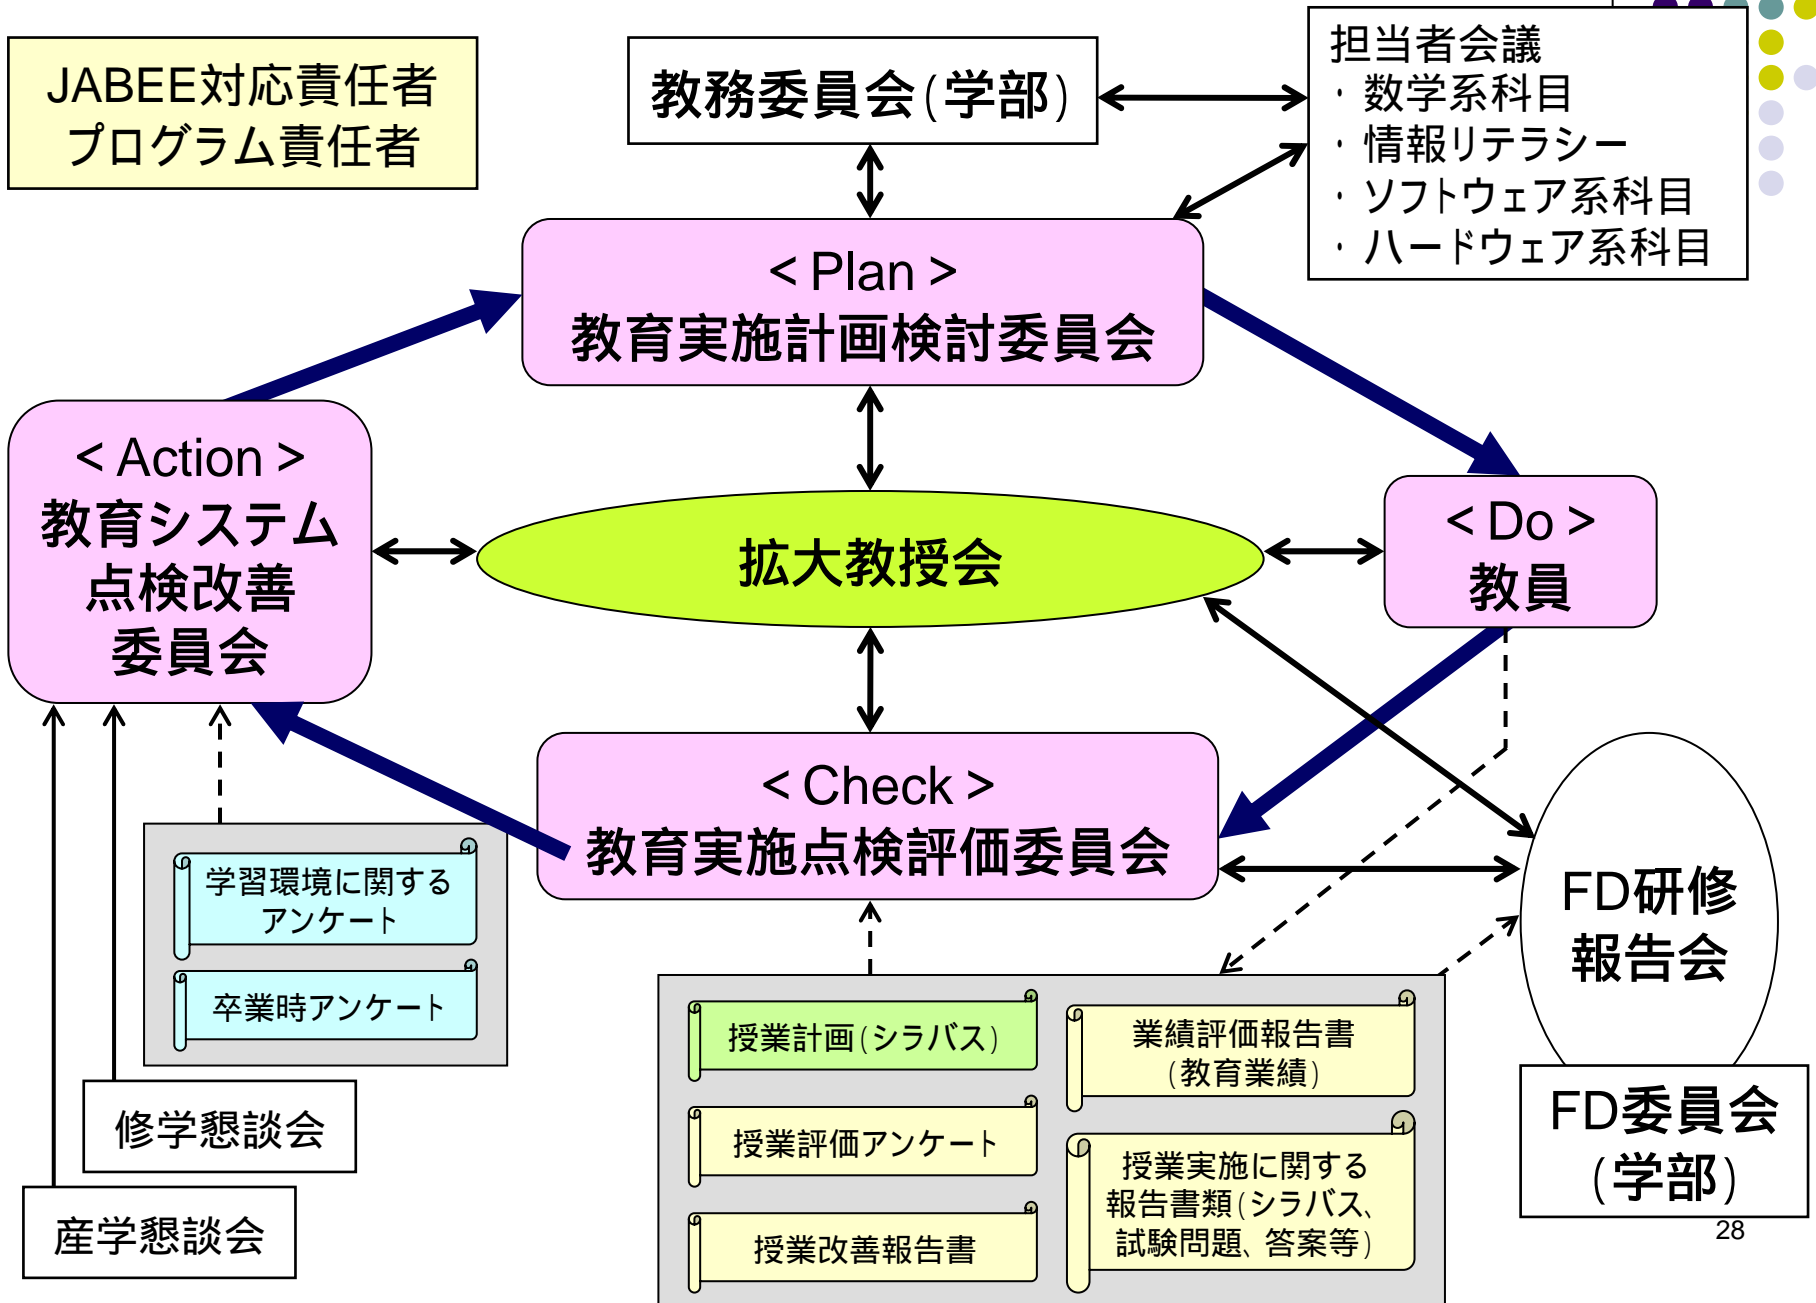 JABEE対応責任者
プログラム責任者
教務委員会(学部)
担当者会議
・数学系科目
・情報リテラシー
・ソフトウェア系科目
・ハードウェア系科目
<Plan>
教育実施計画検討委員会
<Action>
教育システム
点検改善
委員会
拡大教授会
<Do>
教員
<Check>
教育実施点検評価委員会
学習環境に関する
アンケート
卒業時アンケート
修学懇談会
産学懇談会
授業計画(シラバス)
授業評価アンケート
授業改善報告書
業績評価報告書
(教育業績)
授業実施に関する
報告書類(シラバス、
試験問題、答案等)
FD研修
報告会
FD委員会
(学部)
28